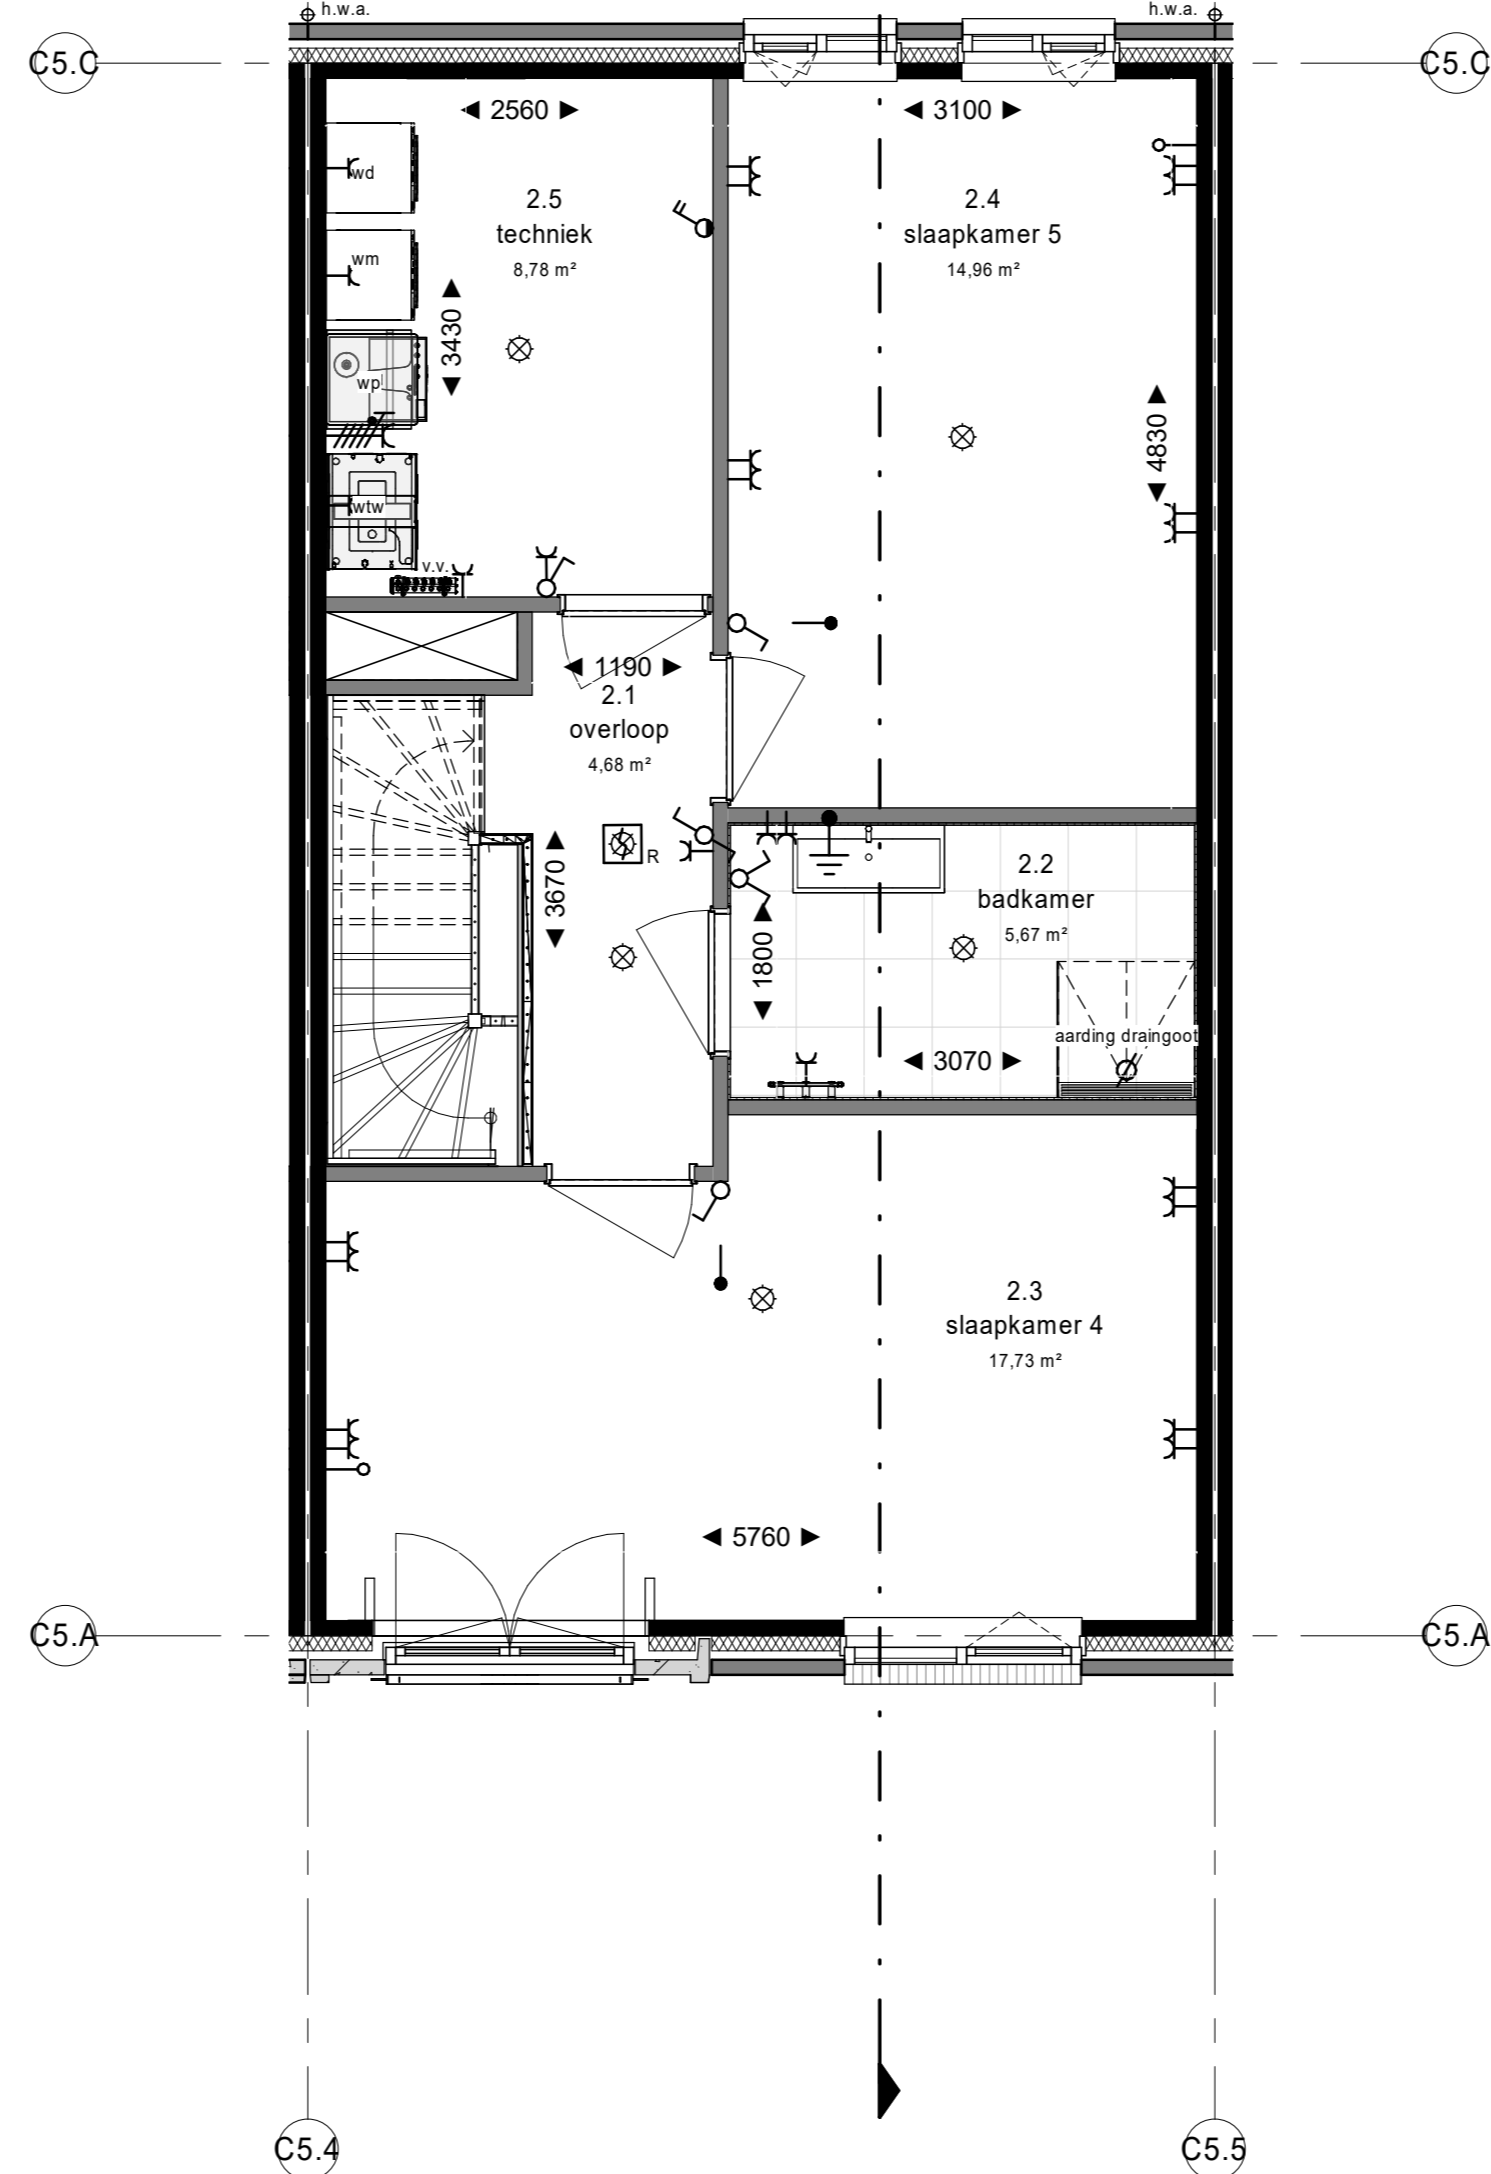 h.w.a.
h.w.a.
C5.C
C5.C
2560
3100
wd
2.5
techniek
8,78 m²
2.4
slaapkamer 5
14,96 m²
wm
3430
wp
4830
wtw
v.v.
1190
2.1
overloop
4,68 m²
R
3670
2.2
badkamer
5,67 m²
1800
aarding draingoot
3070
2.3
slaapkamer 4
17,73 m²
5760
C5.A
C5.A
C5.4
C5.5